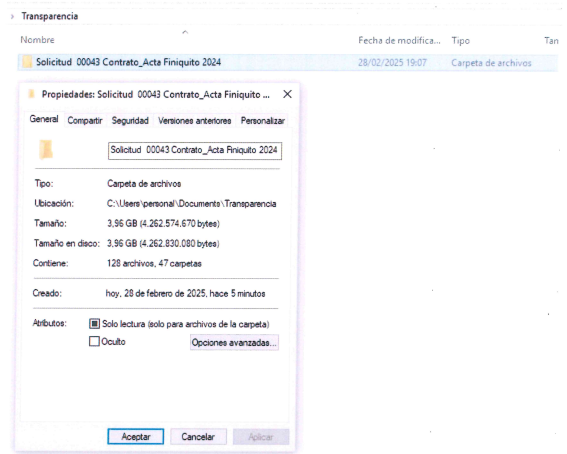 › Transparencia
Nombre Fecha de modifica... Tipo Tan
Solicitud 00043 Contrato_Acta Finiquito 2024 28/02/2025 19:07 Carpeta de archivos
Propiedades: Solicitud 00043 Contrato_Acta Finiquito ... ×
General Compartir Seguridad Versiones anteriores Personalizar
Solicitud 00043 Contrato_Acta Finiquito 2024
Tipo: Carpeta de archivos
Ubicación: C:\Users\personal\Documents\Transparencia
Tamaño: 3,96 GB (4.262.574.670 bytes)
Tamaño en disco: 3,96 GB (4.262.830.080 bytes)
Contiene: 128 archivos, 47 carpetas
Creado: hoy, 28 de febrero de 2025, hace 5 minutos
Atributos: Solo lectura (solo para archivos de la carpeta)
Oculto Opciones avanzadas...
Aceptar Cancelar Aplicar